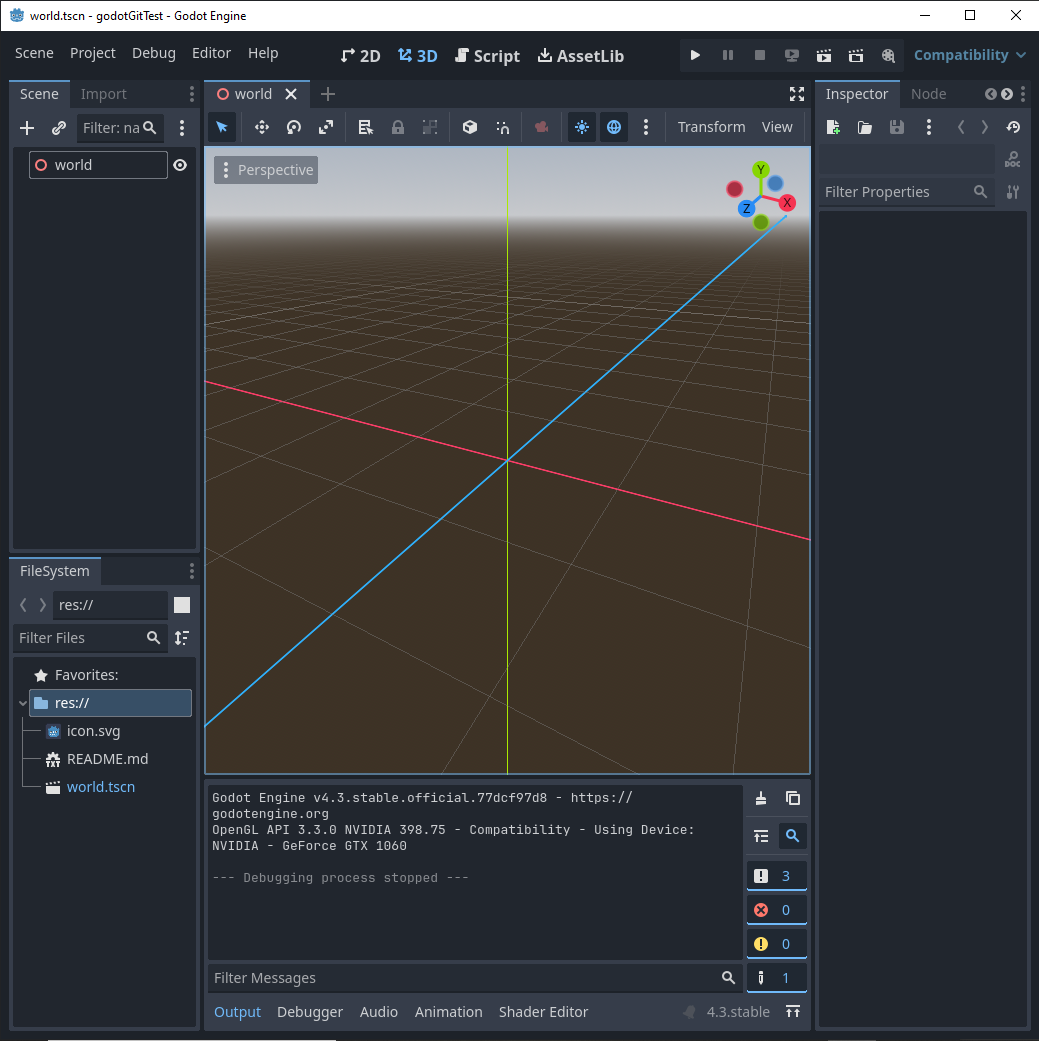 world.tscn - godotGitTest - Godot Engine
Scene Project Debug Editor Help
2D 3D Script AssetLib
Compatibility
Scene Import
world
Inspector Node
Filter: na
Transform View
world
Perspective
Y
X
Z
DOC
Filter Properties
FileSystem
res://
Filter Files
Favorites:
res://
icon.svg
TXT
README.md
world.tscn
Godot Engine v4.3.stable.official.77dcf97d8 - https://
godotengine.org
OpenGL API 3.3.0 NVIDIA 398.75 - Compatibility - Using Device:
NVIDIA - GeForce GTX 1060
--- Debugging process stopped ---
3
0
0
1
Filter Messages
Output Debugger Audio Animation Shader Editor
4.3.stable